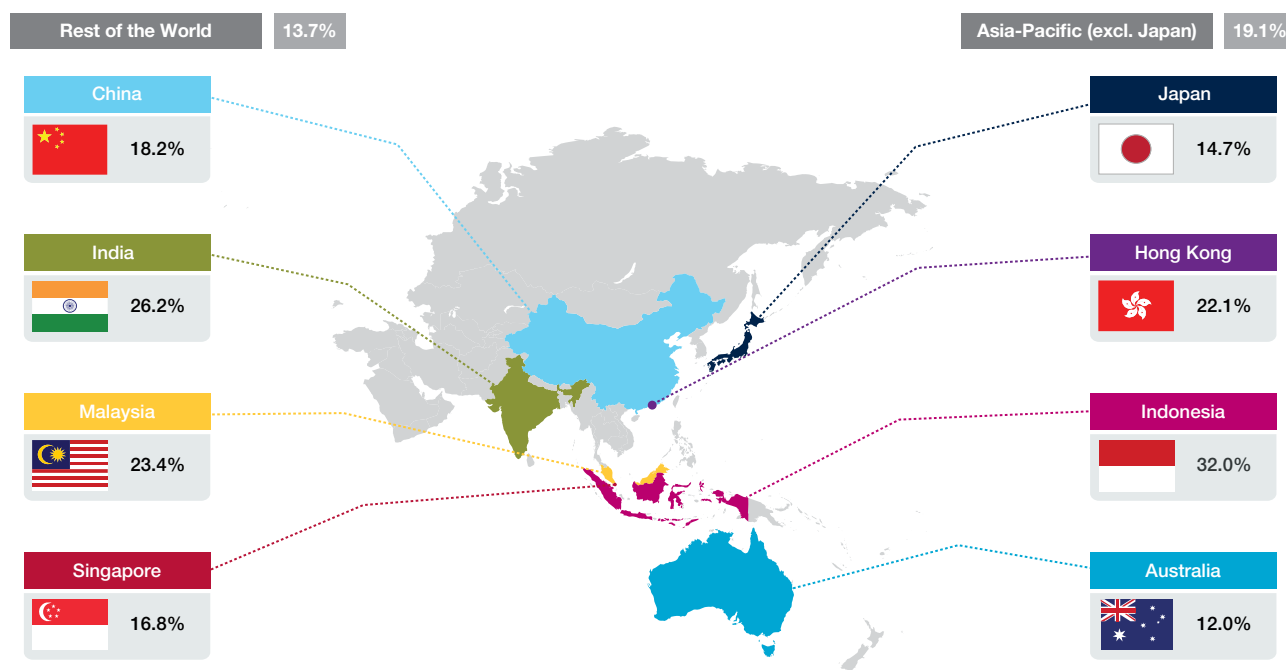 Rest of the World 13.7%
Asia-Pacific (excl. Japan) 19.1%
China
18.2%
India
26.2%
Malaysia
23.4%
Singapore
16.8%
Japan
14.7%
Hong Kong
22.1%
Indonesia
32.0%
Australia
12.0%